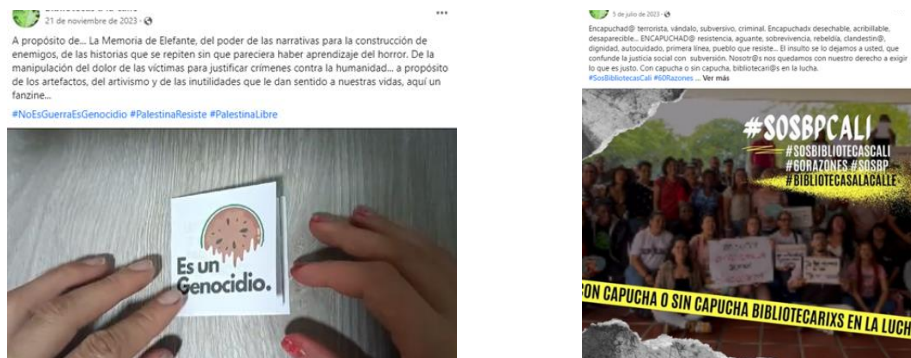 21 de noviembre de 2023
A propósito de... La Memoria de Elefante, del poder de las narrativas para la construcción de
enemigos, de las historias que se repiten sin que pareciera haber aprendizaje del horror. De la
manipulación del dolor de las víctimas para justificar crímenes contra la humanidad... a propósito
de los artefactos, del artivismo y de las inutilidades que le dan sentido a nuestras vidas, aquí un
fanzine...
#NoEsGuerraEsGenocidio #PalestinaResiste #PalestinaLibre
Es un
Genocidio.
5 de julio de 2023
Encapuchad@ terrorista, vándalo, subversivo, criminal. Encapuchadx desechable, acribillable,
desaparecible... ENCAPUCHAD@ resistencia, aguante, sobrevivencia, rebeldía, clandestin@,
dignidad, autocuidado, primera línea, pueblo que resiste... El insulto se lo dejamos a usted, que
confunde la justicia social con subversión. Nosotr@s nos quedamos con nuestro derecho a exigir
lo que es justo. Con capucha o sin capucha, bibliotecari@s en la lucha.
#SosBibliotecasCali #60Razones ... Ver más
#SOSBPCALI
#SOSBIBLIOTECASCALI
#60RAZONES #SOSBP
#BIBLIOTECASALACALLE
CON CAPUCHA O SIN CAPUCHA BIBLIOTECARIXS EN LA LUCH